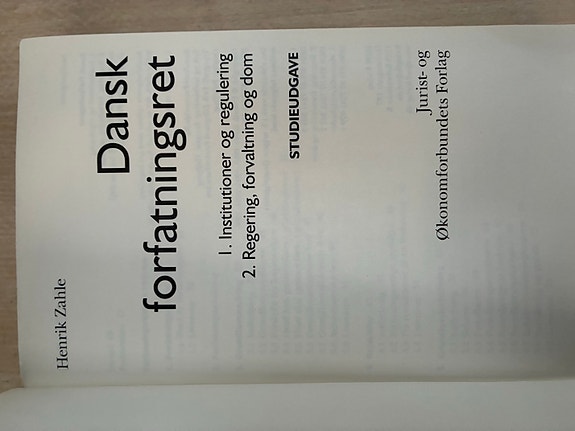 Henrik Zahle
Dansk
forfatningsret
1. Institutioner og regulering
2. Regering, forvaltning og dom
STUDIEUDGAVE
Jurist- og
Økonomforbundets Forlag